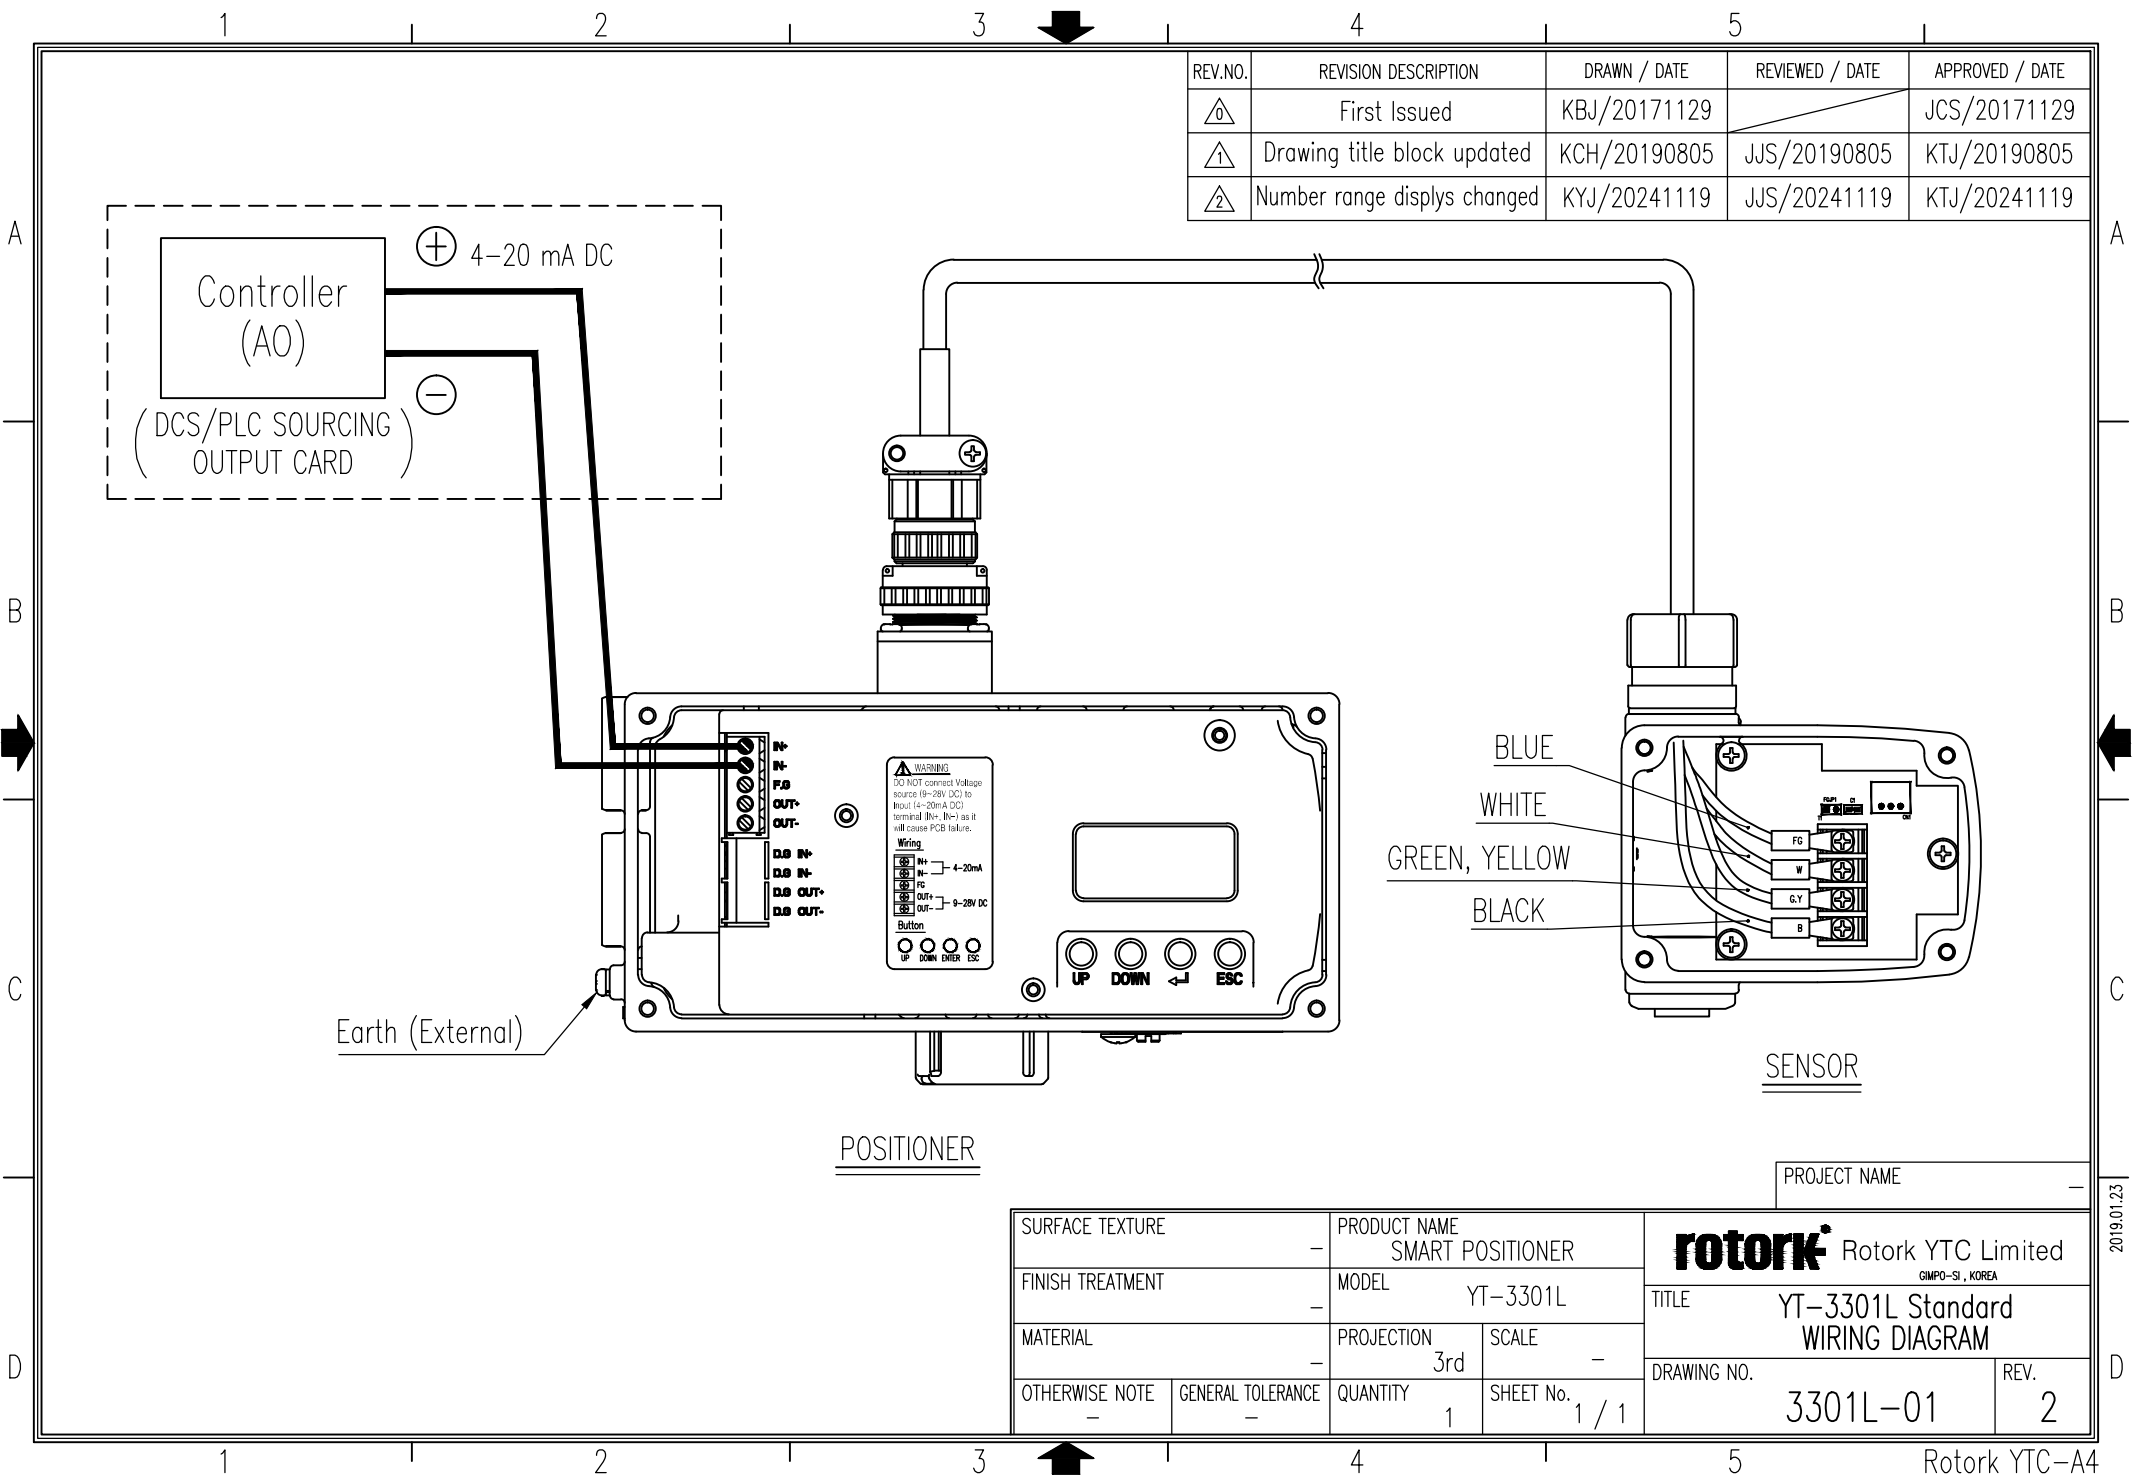 1 2 3 4 5
REV.NO. REVISION DESCRIPTION DRAWN / DATE REVIEWED / DATE APPROVED / DATE
0 First Issued KBJ/20171129 JCS/20171129
1 Drawing title block updated KCH/20190805 JJS/20190805 KTJ/20190805
2 Number range displys changed KYJ/20241119 JJS/20241119 KTJ/20241119
A A
+ 4-20 mA DC
Controller
(AO)
−
( DCS/PLC SOURCING
OUTPUT CARD )
B B
IN+
IN-
F.G
OUT+
OUT-
D.G IN+
D.G IN-
D.G OUT+
D.G OUT-
WARNING
DO NOT connect Voltage
source (9~28V DC) to
Input (4~20mA DC)
terminal (IN+, IN-) as it
will cause PCB failure.
Wiring
IN+
IN-
4-20mA
FG
OUT+
OUT-
9-28V DC
Button
UP DOWN ENTER ESC
UP DOWN ESC
BLUE
WHITE
GREEN, YELLOW
BLACK
FG
W
G.Y
B
C1
C C
Earth (External)
SENSOR
POSITIONER
PROJECT NAME
-
2019.01.23
SURFACE TEXTURE -
PRODUCT NAME
SMART POSITIONER
rotork Rotork YTC Limited
GIMPO-SI , KOREA
FINISH TREATMENT -
MODEL YT-3301L
TITLE YT-3301L Standard
WIRING DIAGRAM
MATERIAL -
PROJECTION 3rd
SCALE -
D D
OTHERWISE NOTE -
GENERAL TOLERANCE -
QUANTITY 1
SHEET No. 1 / 1
DRAWING NO. 3301L-01
REV. 2
1 2 3 4 5
Rotork YTC-A4